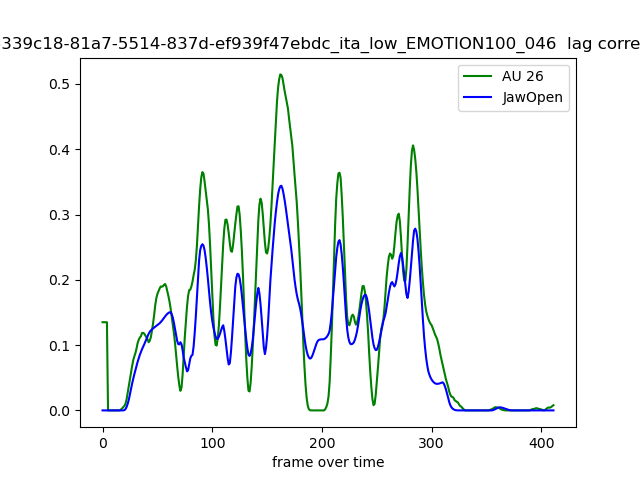 339c18-81a7-5514-837d-ef939f47ebdc_ita_low_EMOTION100_046  lag corre
AU 26
JawOpen
0.5
0.4
0.3
0.2
0.1
0.0
0 100 200 300 400
frame over time